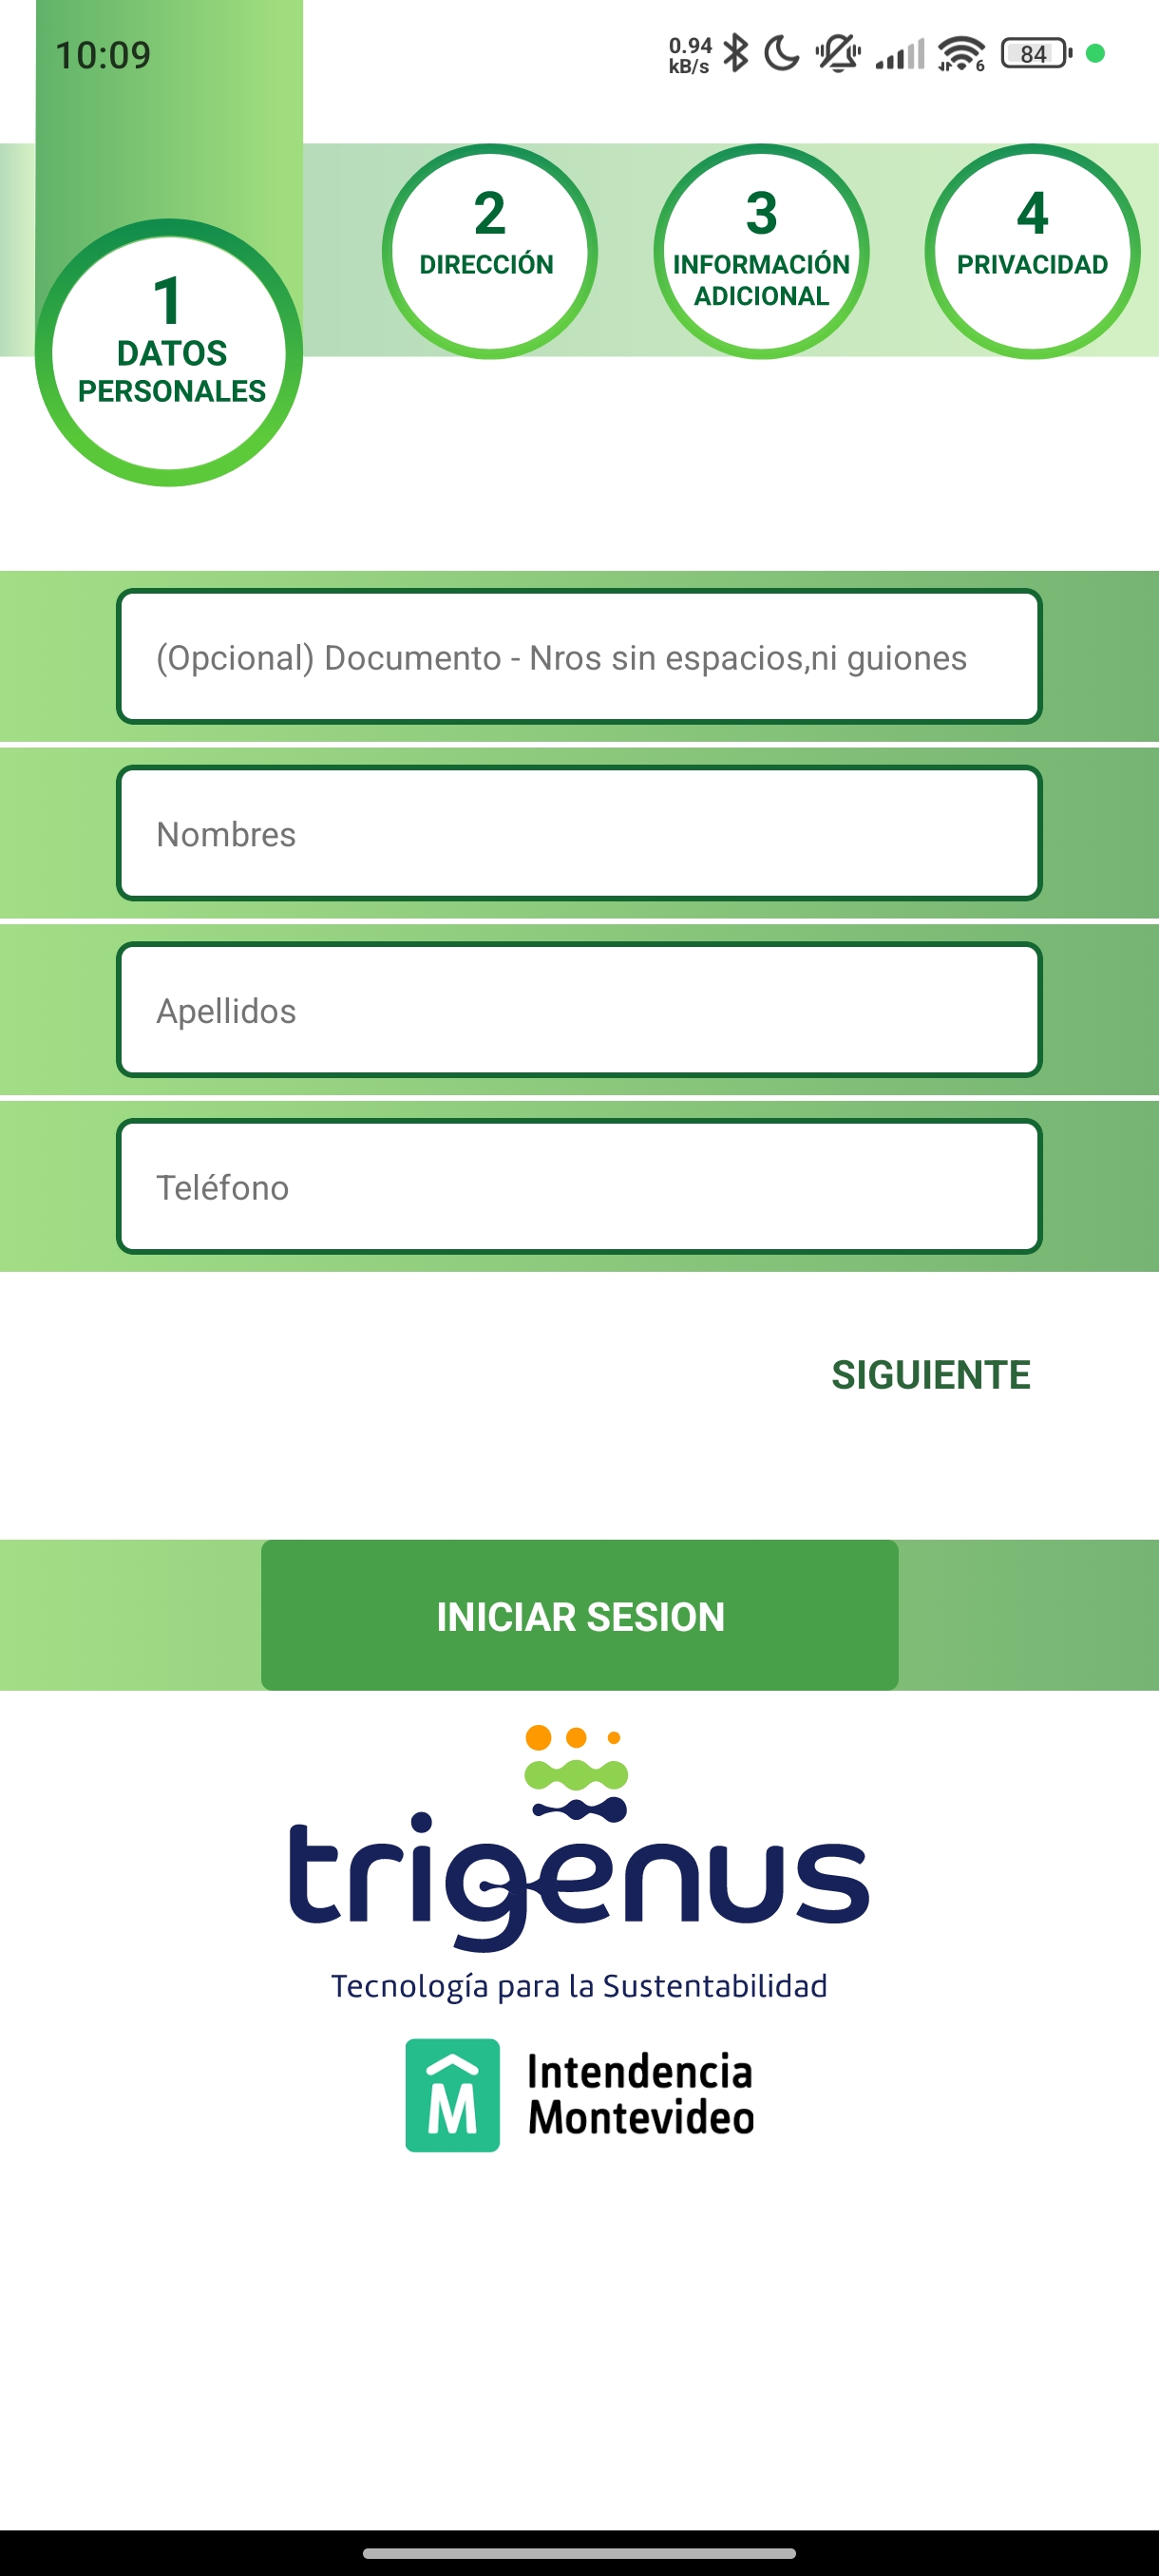 10:09
0.94
kB/s
6
84
1
DATOS
PERSONALES
2
DIRECCIÓN
3
INFORMACIÓN
ADICIONAL
4
PRIVACIDAD
(Opcional) Documento - Nros sin espacios,ni guiones
Nombres
Apellidos
Teléfono
SIGUIENTE
INICIAR SESION
trigenus
Tecnología para la Sustentabilidad
M
Intendencia
Montevideo